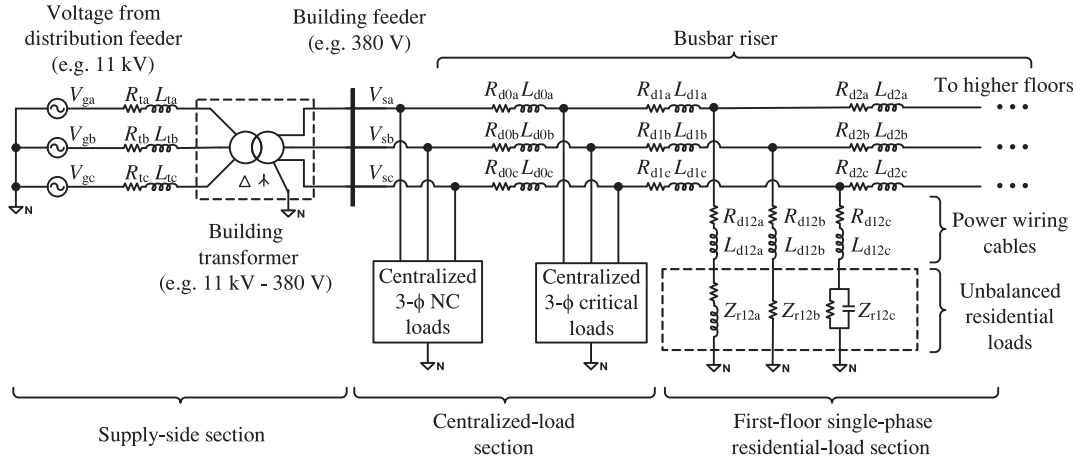 Voltage from
distribution feeder
(e.g. 11 kV)
Building feeder
(e.g. 380 V)
Busbar riser
To higher floors
Vga
Rta Lta
Vsa
Rd0a Ld0a
Rd1a Ld1a
Rd2a Ld2a
Vgb
Rtb Ltb
Vsb
Rd0b Ld0b
Rd1b Ld1b
Rd2b Ld2b
Vgc
Rtc Ltc
Vsc
Rd0c Ld0c
Rd1c Ld1c
Rd2c Ld2c
N
Δ
N
Building
transformer
(e.g. 11 kV - 380 V)
Rd12a
Rd12b
Rd12c
Ld12a
Ld12b
Ld12c
Power wiring
cables
Centralized
3-ϕ NC
loads
Centralized
3-ϕ critical
loads
Zr12a
Zr12b
Zr12c
Unbalanced
residential
loads
N
N
N
N
N
Supply-side section
Centralized-load
section
First-floor single-phase
residential-load section